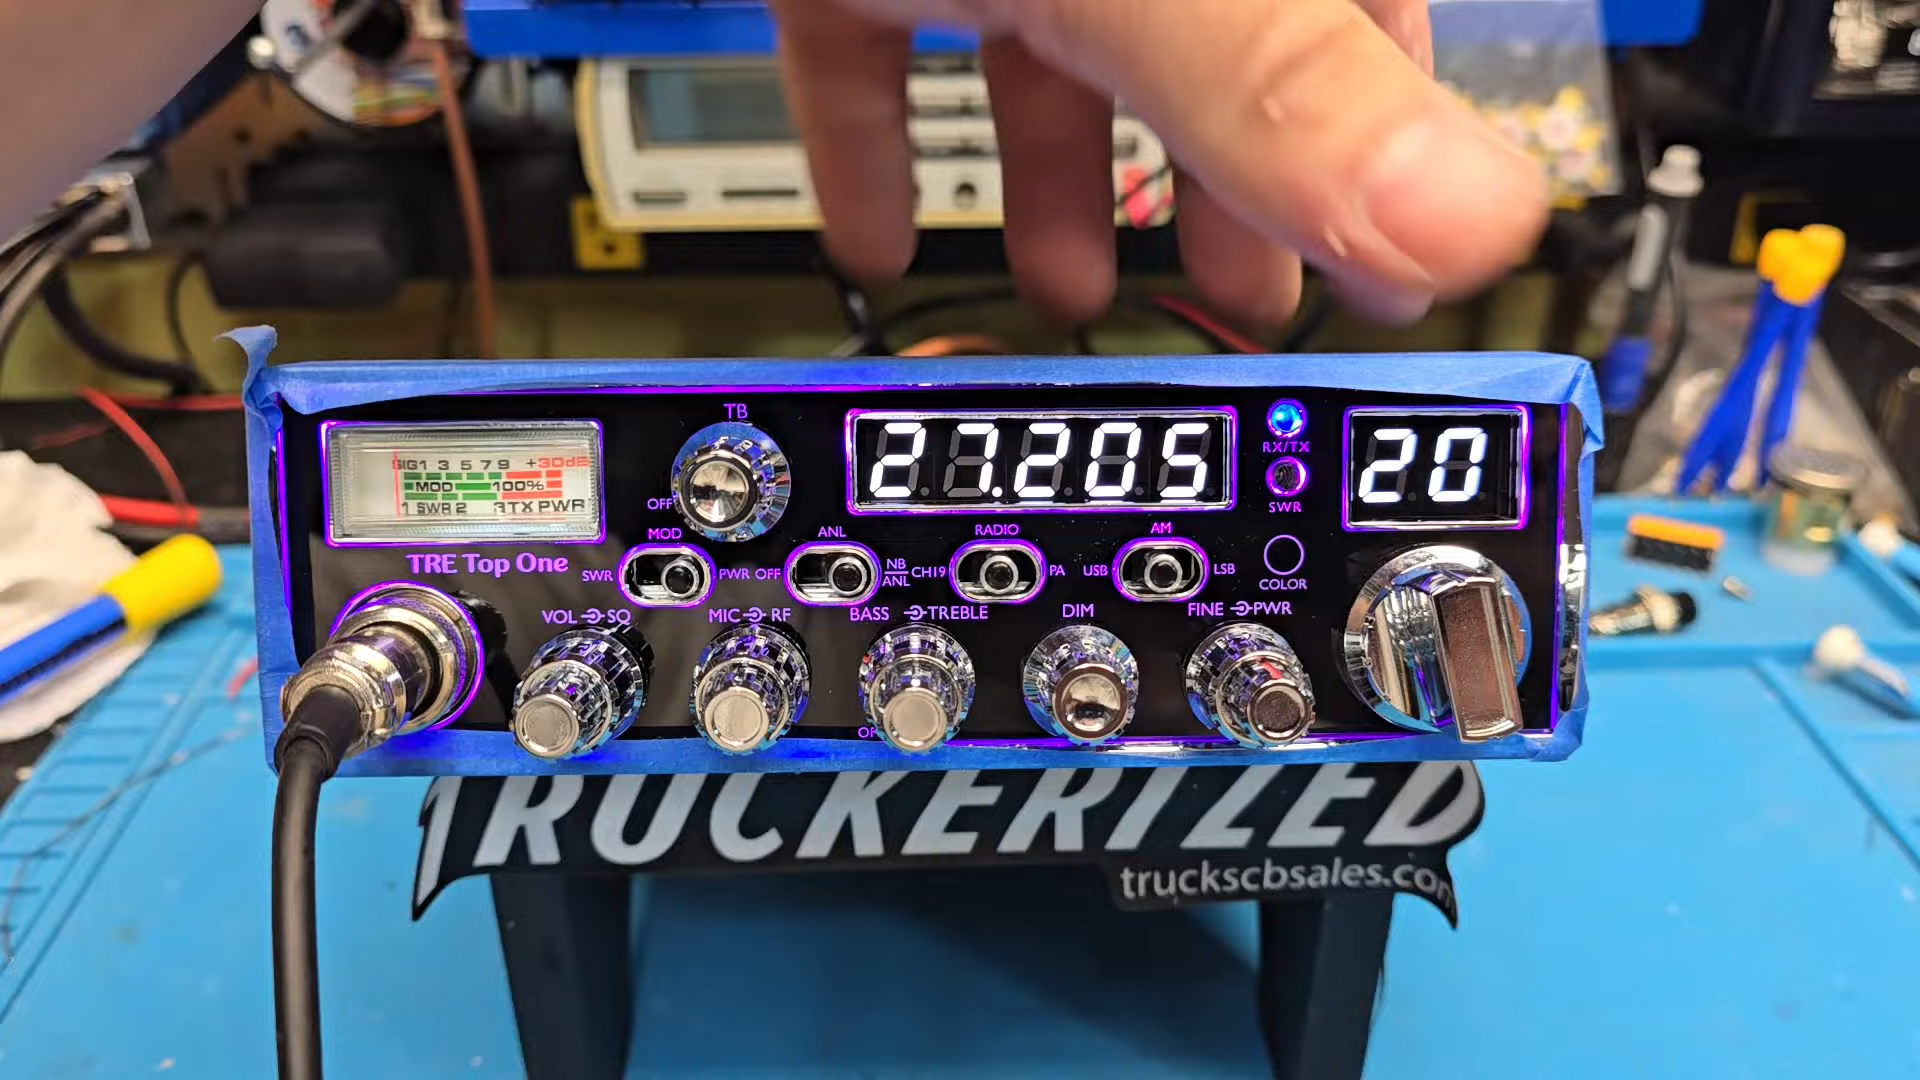 TB
OFF
SIG 1 3 5 7 9 +30dB
MOD 100%
1 SWR 2 3 TX PWR
27.205
RX/TX
SWR
20
TRE Top One
MOD
SWR
PWR
ANL
OFF
NB
ANL
RADIO
CH19
PA
AM
USB
LSB
COLOR
VOL SQ
MIC RF
BASS TREBLE
DIM
FINE PWR
TRUCKERIZED
truckscbsales.com